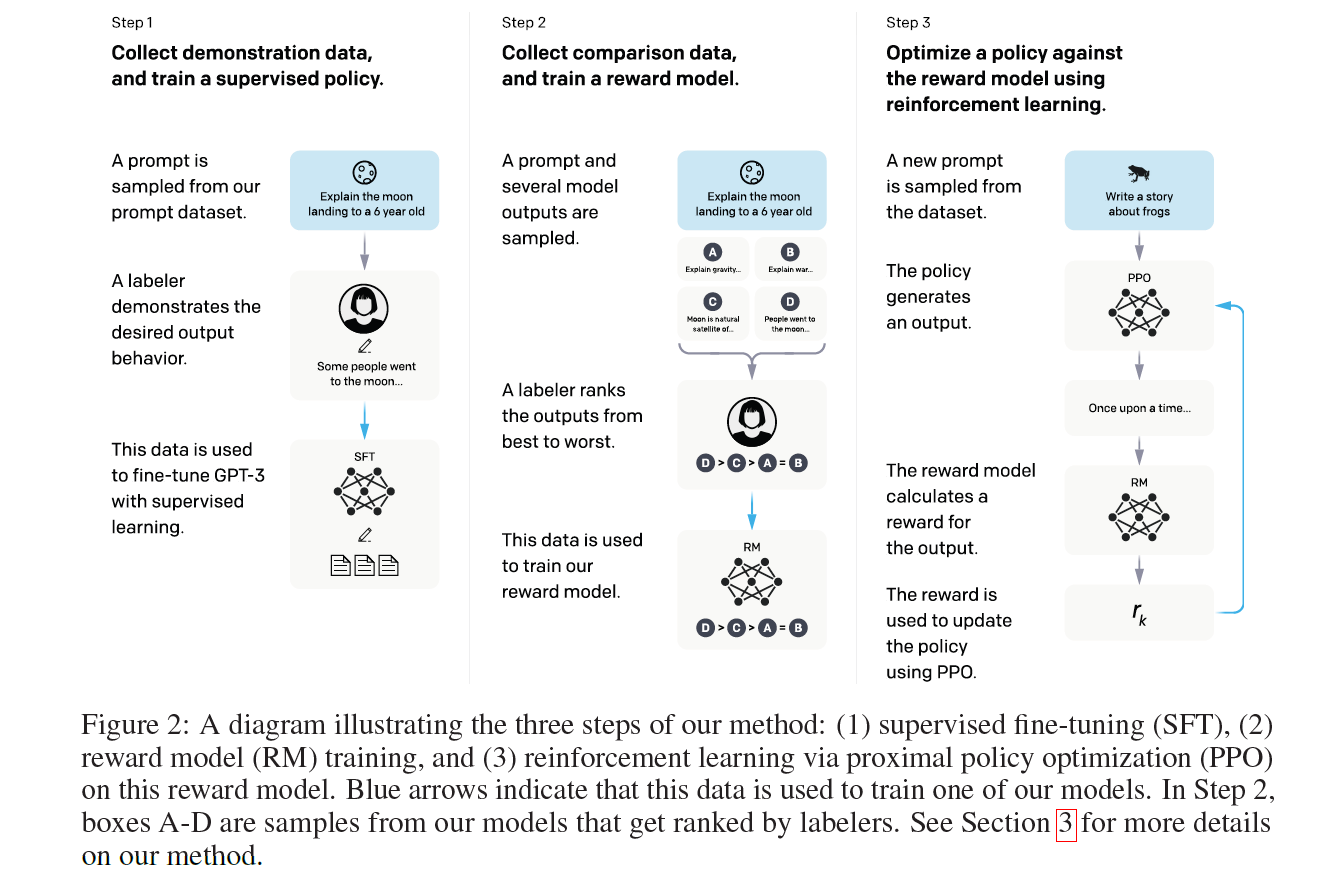 Step 1
Collect demonstration data,
and train a supervised policy.
A prompt is
sampled from our
prompt dataset.
Explain the moon
landing to a 6 year old
A labeler
demonstrates the
desired output
behavior.
Some people went
to the moon...
This data is used
to fine-tune GPT-3
with supervised
learning.
SFT
Step 2
Collect comparison data,
and train a reward model.
A prompt and
several model
outputs are
sampled.
Explain the moon
landing to a 6 year old
A
Explain gravity...
B
Explain war...
C
Moon is natural
satellite of...
D
People went to
the moon...
A labeler ranks
the outputs from
best to worst.
D > C > A = B
This data is used
to train our
reward model.
RM
D > C > A = B
Step 3
Optimize a policy against
the reward model using
reinforcement learning.
A new prompt
is sampled from
the dataset.
Write a story
about frogs
The policy
generates
an output.
PPO
Once upon a time...
The reward model
calculates a
reward for
the output.
RM
The reward is
used to update
the policy
using PPO.
rk
Figure 2: A diagram illustrating the three steps of our method: (1) supervised fine-tuning (SFT), (2)
reward model (RM) training, and (3) reinforcement learning via proximal policy optimization (PPO)
on this reward model. Blue arrows indicate that this data is used to train one of our models. In Step 2,
boxes A-D are samples from our models that get ranked by labelers. See Section 3 for more details
on our method.